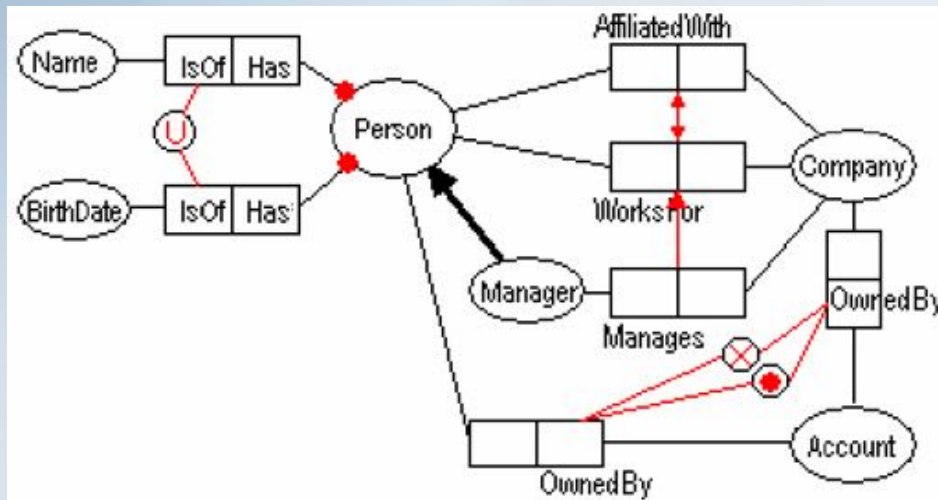 AffiliatedWith
Name
IsOf Has
U
Person
Company
BirthDate
IsOf Has
WorksFor
Manager
OwnedBy
Manages
Account
OwnedBy